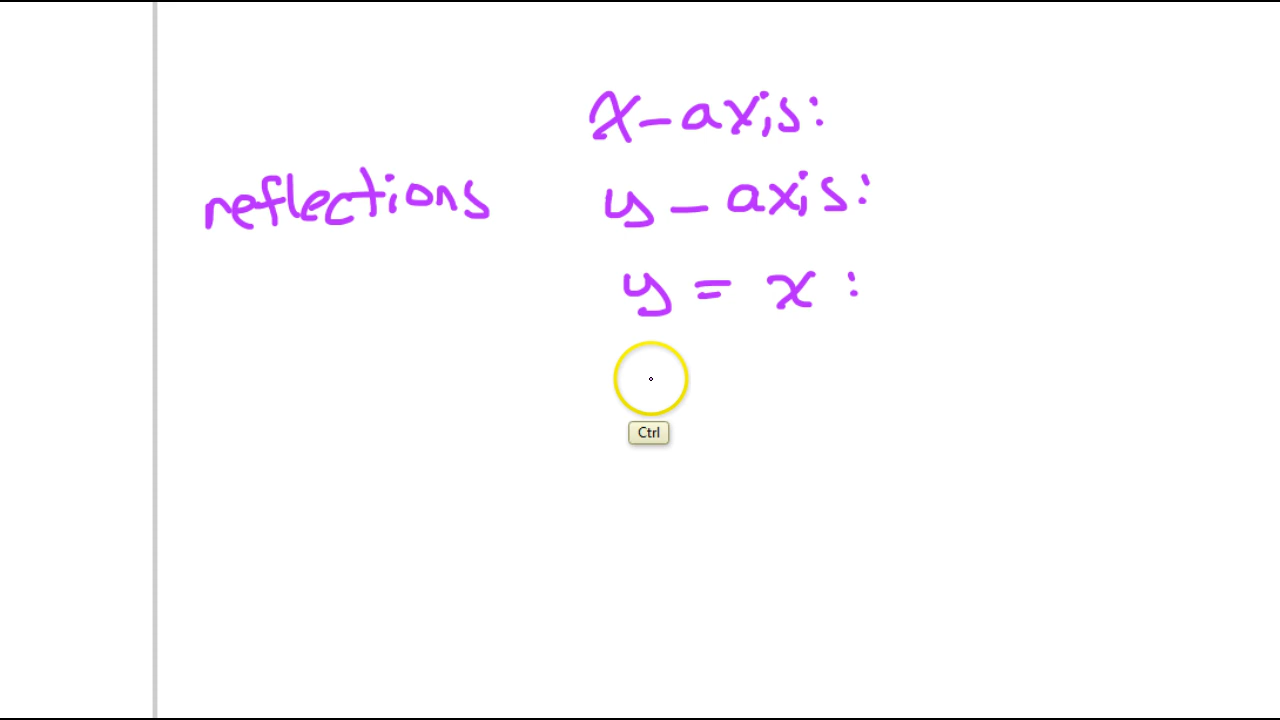 x-axis:
reflections
y-axis:
y = x :
Ctrl